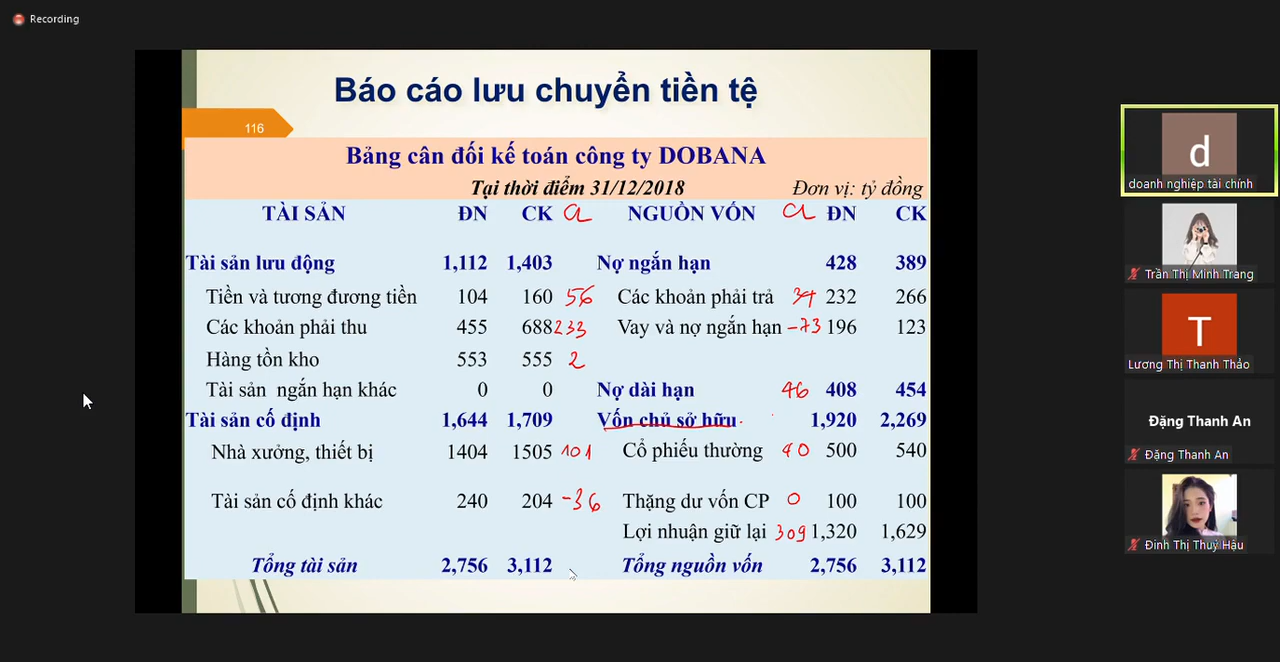 Recording
Báo cáo lưu chuyển tiền tệ
116
Bảng cân đối kế toán công ty DOBANA
Tại thời điểm 31/12/2018 Đơn vị: tỷ đồng
TÀI SẢN ĐN CK CL NGUỒN VỐN CL ĐN CK
Tài sản lưu động 1,112 1,403 Nợ ngắn hạn 428 389
Tiền và tương đương tiền 104 160 56 Các khoản phải trả 34 232 266
Các khoản phải thu 455 688 233 Vay và nợ ngắn hạn -73 196 123
Hàng tồn kho 553 555 2
Tài sản ngắn hạn khác 0 0 Nợ dài hạn 46 408 454
Tài sản cố định 1,644 1,709 Vốn chủ sở hữu 1,920 2,269
Nhà xưởng, thiết bị 1404 1505 101 Cổ phiếu thường 40 500 540
Tài sản cố định khác 240 204 -36 Thặng dư vốn CP 0 100 100
Lợi nhuận giữ lại 309 1,320 1,629
Tổng tài sản 2,756 3,112 Tổng nguồn vốn 2,756 3,112
d
doanh nghiệp tài chính
Trần Thị Minh Trang
T
Lương Thị Thanh Thảo
Đặng Thanh An
Đặng Thanh An
Đinh Thị Thuỳ Hậu